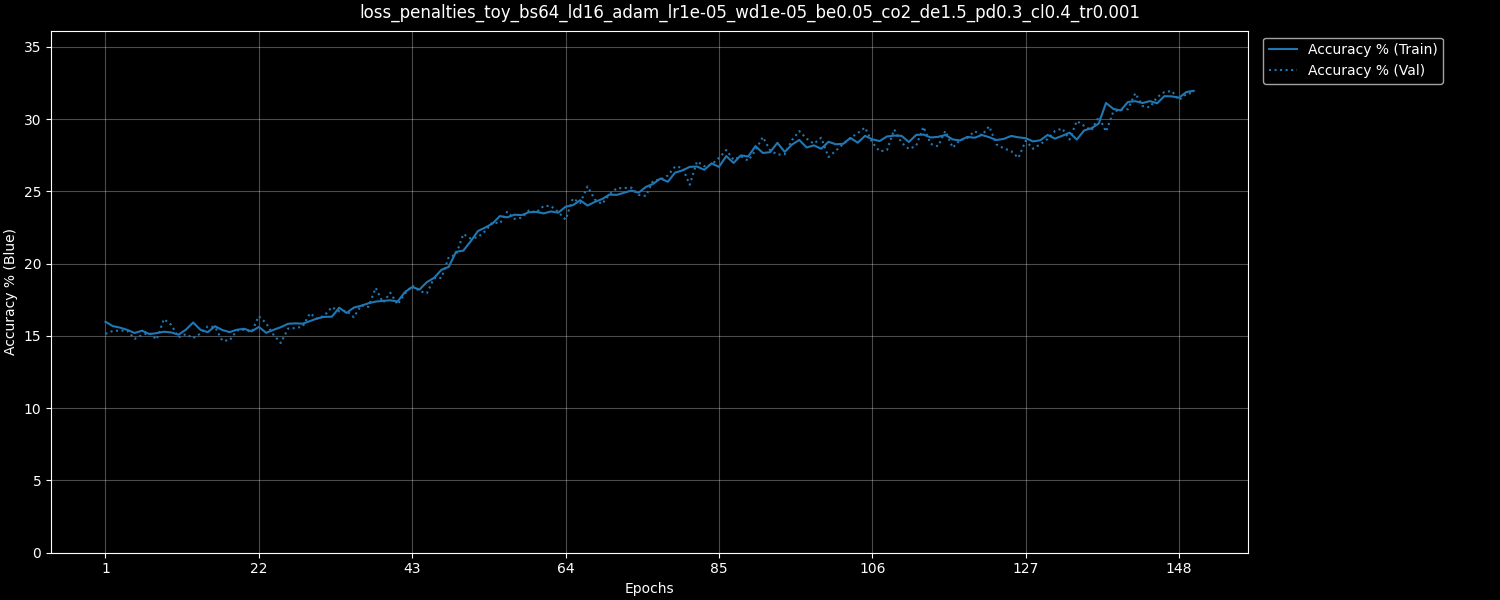 loss_penalties_toy_bs64_ld16_adam_lr1e-05_wd1e-05_be0.05_co2_de1.5_pd0.3_cl0.4_tr0.001
Accuracy % (Train)
Accuracy % (Val)
Accuracy % (Blue)
35
30
25
20
15
10
5
0
1 22 43 64 85 106 127 148
Epochs